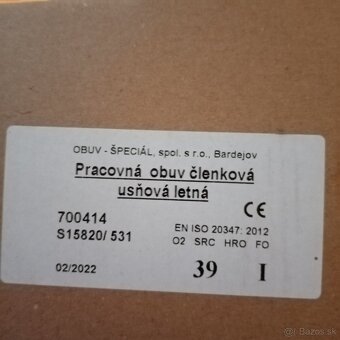 OBUV - ŠPECIÁL, spol. s r.o., Bardejov
Pracovná obuv členková
usňová letná
CE
700414
S15820/ 531
EN ISO 20347: 2012
O2 SRC HRO FO
02/2022
39
I
Bazos.sk